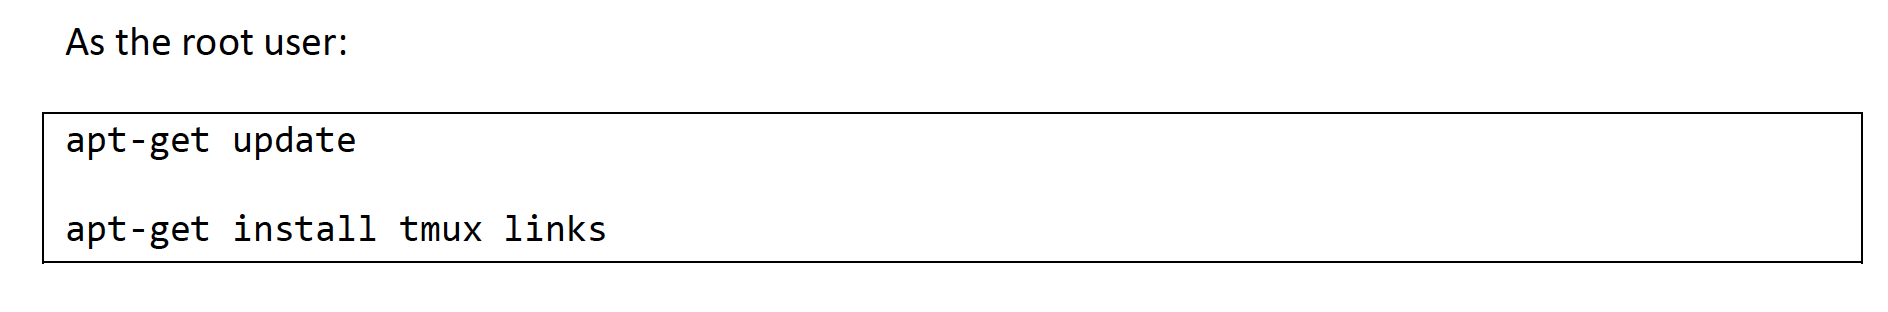 As the root user:
apt-get update
apt-get install tmux links